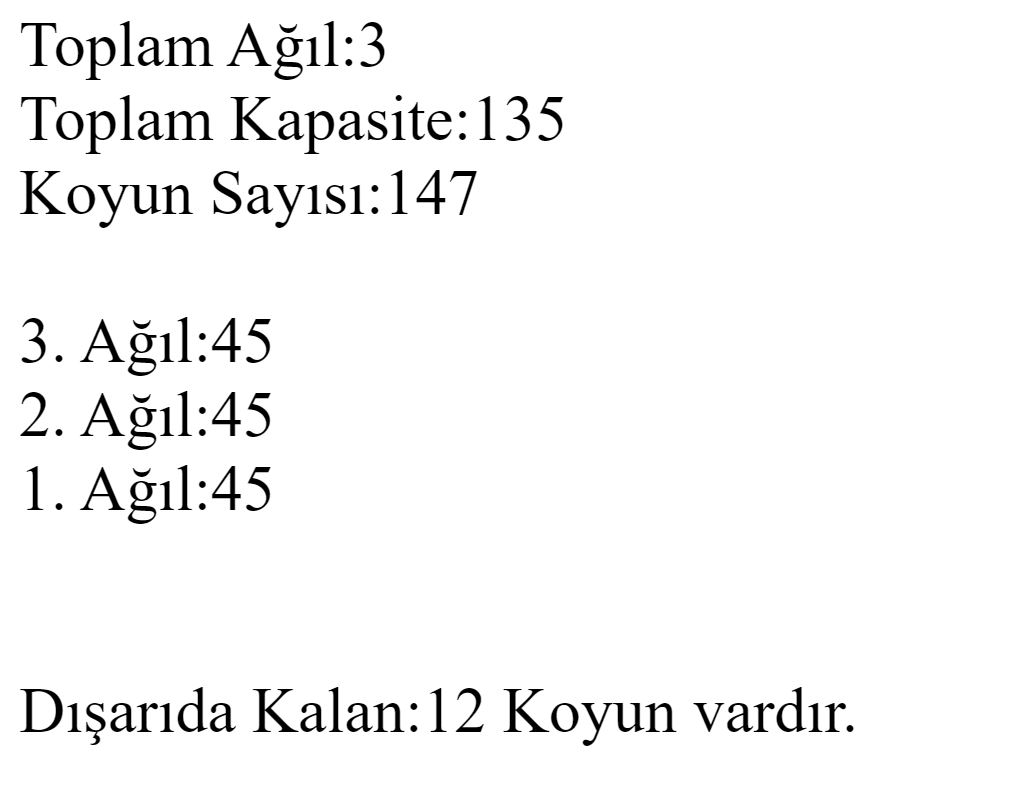 Toplam Ağıl:3
Toplam Kapasite:135
Koyun Sayısı:147
3. Ağıl:45
2. Ağıl:45
1. Ağıl:45
Dışarıda Kalan:12 Koyun vardır.